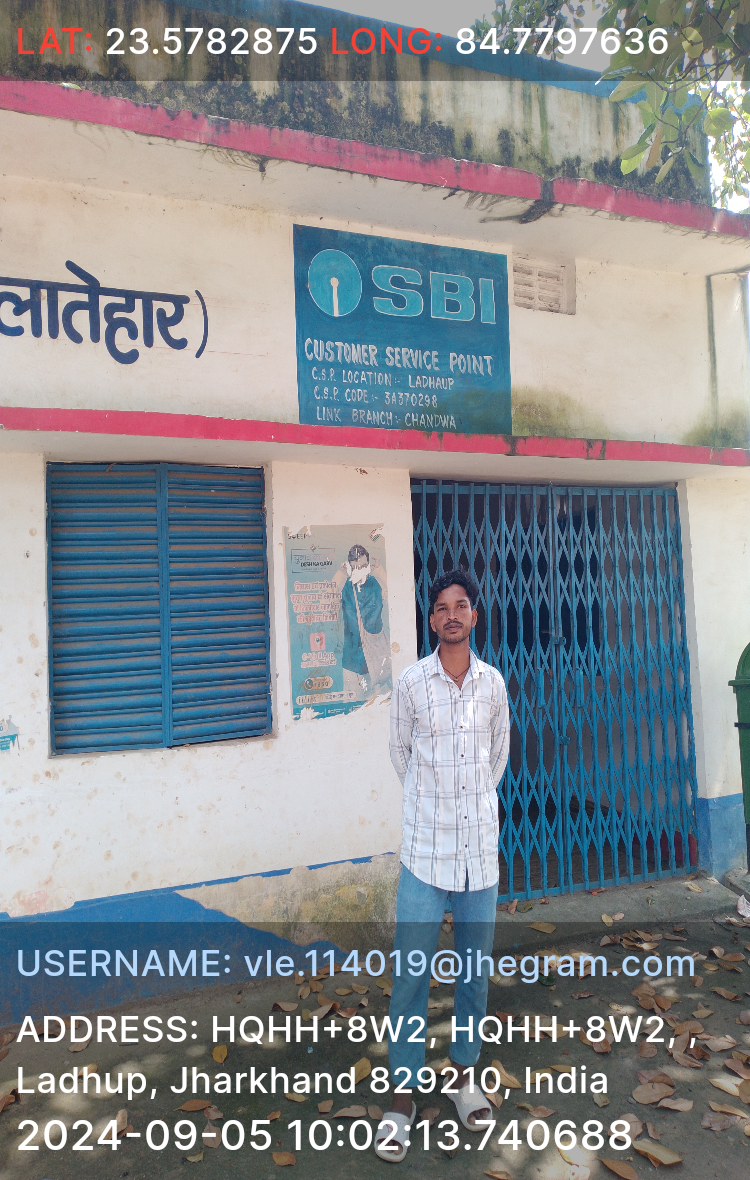 LAT: 23.5782875 LONG: 84.7797636
लातेहार)
SBI
CUSTOMER SERVICE POINT
C.S.P. LOCATION:- LADHAUP
C.S.P. CODE:- 3A370298
LINK BRANCH:- CHANDWA
USERNAME: vle.114019@jhegram.com
ADDRESS: HQHH+8W2, HQHH+8W2, ,
Ladhup, Jharkhand 829210, India
2024-09-05 10:02:13.740688